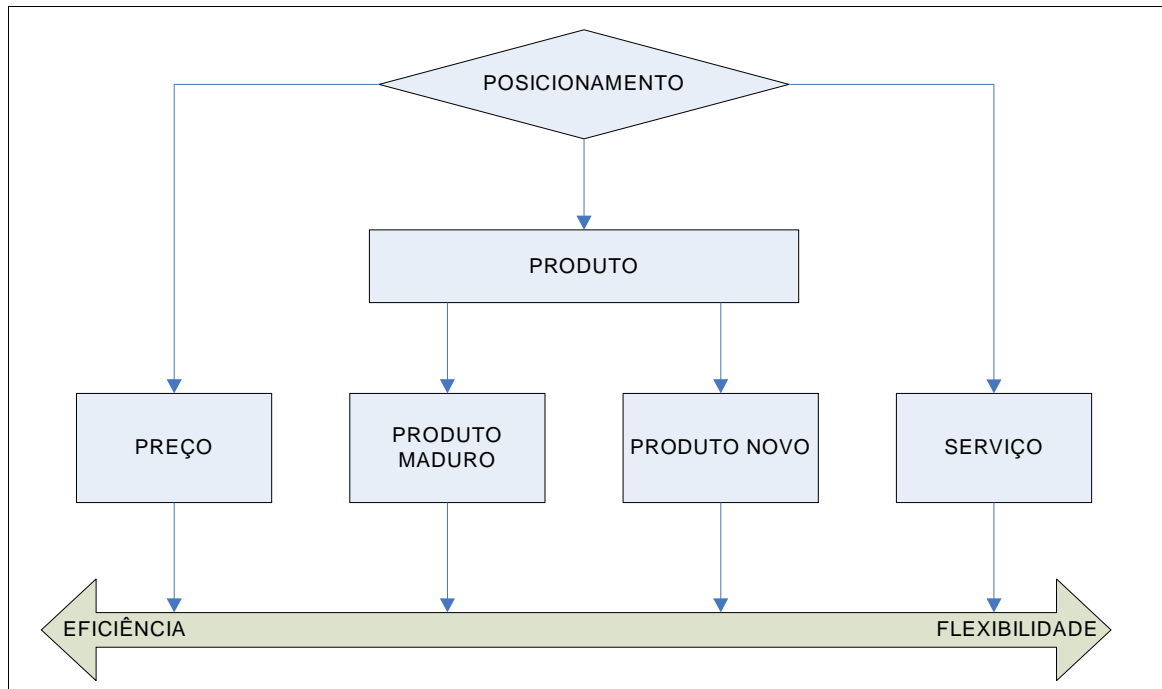 POSICIONAMENTO
PRODUTO
PREÇO
PRODUTO
MADURO
PRODUTO NOVO
SERVIÇO
EFICIÊNCIA
FLEXIBILIDADE